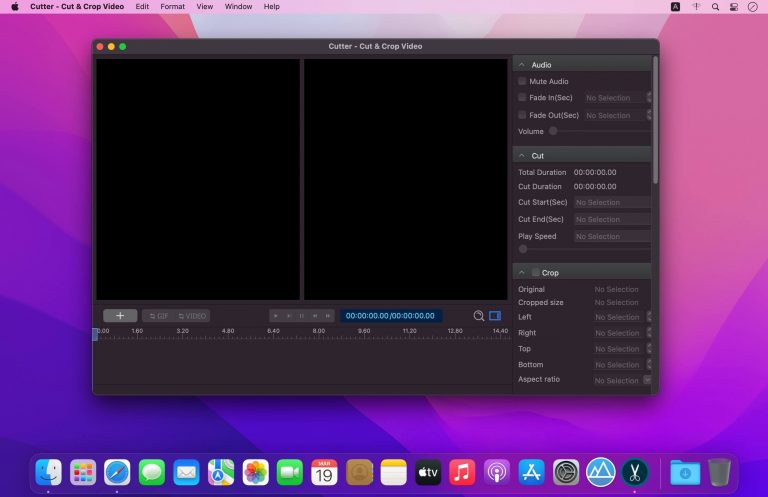 Cutter - Cut & Crop Video Edit Format View Window Help A
Cutter - Cut & Crop Video
Audio
Mute Audio
Fade In(Sec) No Selection
Fade Out(Sec) No Selection
Volume
Cut
Total Duration 00:00:00.00
Cut Duration 00:00:00.00
Cut Start(Sec) No Selection
Cut End(Sec) No Selection
Play Speed No Selection
Crop
Original No Selection
Cropped size No Selection
Left No Selection
Right No Selection
Top No Selection
Bottom No Selection
Aspect ratio No Selection
+ GIF VIDEO 00:00:00.00/00:00:00.00
0.00 1.60 3.20 4.80 6.40 8.00 9.60 11.20 12.80 14.40
MAR
19
tv